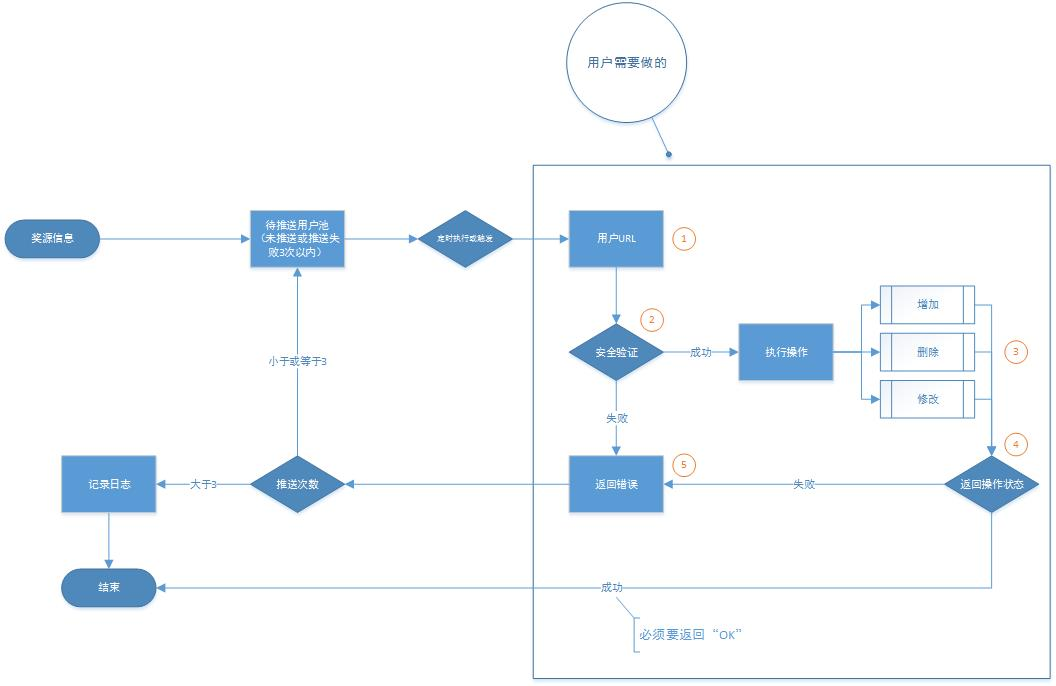 用户需要做的
奖源信息
待推送用户池
（未推送或推送失
败3次以内）
定时执行或触发
用户URL
1
2
安全验证
成功
执行操作
增加
删除
修改
3
小于或等于3
失败
4
记录日志
大于3
推送次数
返回错误
5
失败
返回操作状态
结束
成功
必须要返回“OK”